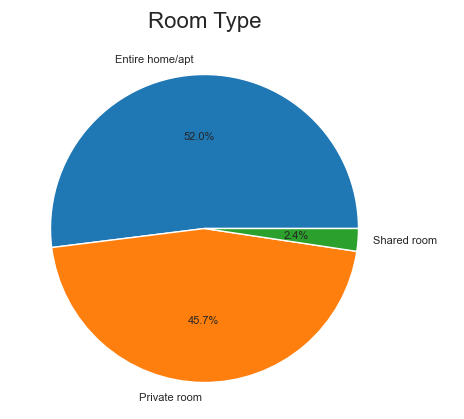 Room Type
Entire home/apt
52.0%
2.4%
Shared room
45.7%
Private room